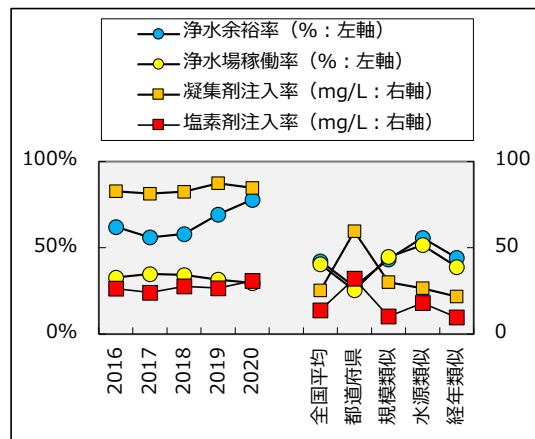 浄水余裕率（%：左軸）
浄水場稼働率（%：左軸）
凝集剤注入率（mg/L：右軸）
塩素剤注入率（mg/L：右軸）
100%
50%
0%
100
50
0
2016
2017
2018
2019
2020
全国平均
都道府県
規模類似
水源類似
経年類似